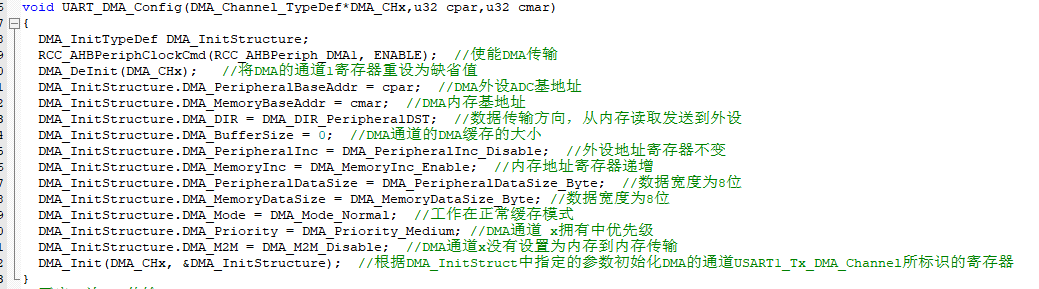 void UART_DMA_Config(DMA_Channel_TypeDef*DMA_CHx,u32 cpar,u32 cmar)
{
DMA_InitTypeDef DMA_InitStructure;
RCC_AHBPeriphClockCmd(RCC_AHBPeriph_DMA1, ENABLE);  //使能DMA传输
DMA_DeInit(DMA_CHx);   //将DMA的通道1寄存器重设为缺省值
DMA_InitStructure.DMA_PeripheralBaseAddr = cpar;  //DMA外设ADC基地址
DMA_InitStructure.DMA_MemoryBaseAddr = cmar;  //DMA内存基地址
DMA_InitStructure.DMA_DIR = DMA_DIR_PeripheralDST;  //数据传输方向，从内存读取发送到外设
DMA_InitStructure.DMA_BufferSize = 0;  //DMA通道的DMA缓存的大小
DMA_InitStructure.DMA_PeripheralInc = DMA_PeripheralInc_Disable;  //外设地址寄存器不变
DMA_InitStructure.DMA_MemoryInc = DMA_MemoryInc_Enable;  //内存地址寄存器递增
DMA_InitStructure.DMA_PeripheralDataSize = DMA_PeripheralDataSize_Byte;  //数据宽度为8位
DMA_InitStructure.DMA_MemoryDataSize = DMA_MemoryDataSize_Byte; //数据宽度为8位
DMA_InitStructure.DMA_Mode = DMA_Mode_Normal;  //工作在正常缓存模式
DMA_InitStructure.DMA_Priority = DMA_Priority_Medium; //DMA通道 x拥有中优先级
DMA_InitStructure.DMA_M2M = DMA_M2M_Disable;  //DMA通道x没有设置为内存到内存传输
DMA_Init(DMA_CHx, &DMA_InitStructure);  //根据DMA_InitStruct中指定的参数初始化DMA的通道USART1_Tx_DMA_Channel所标识的寄存器
}